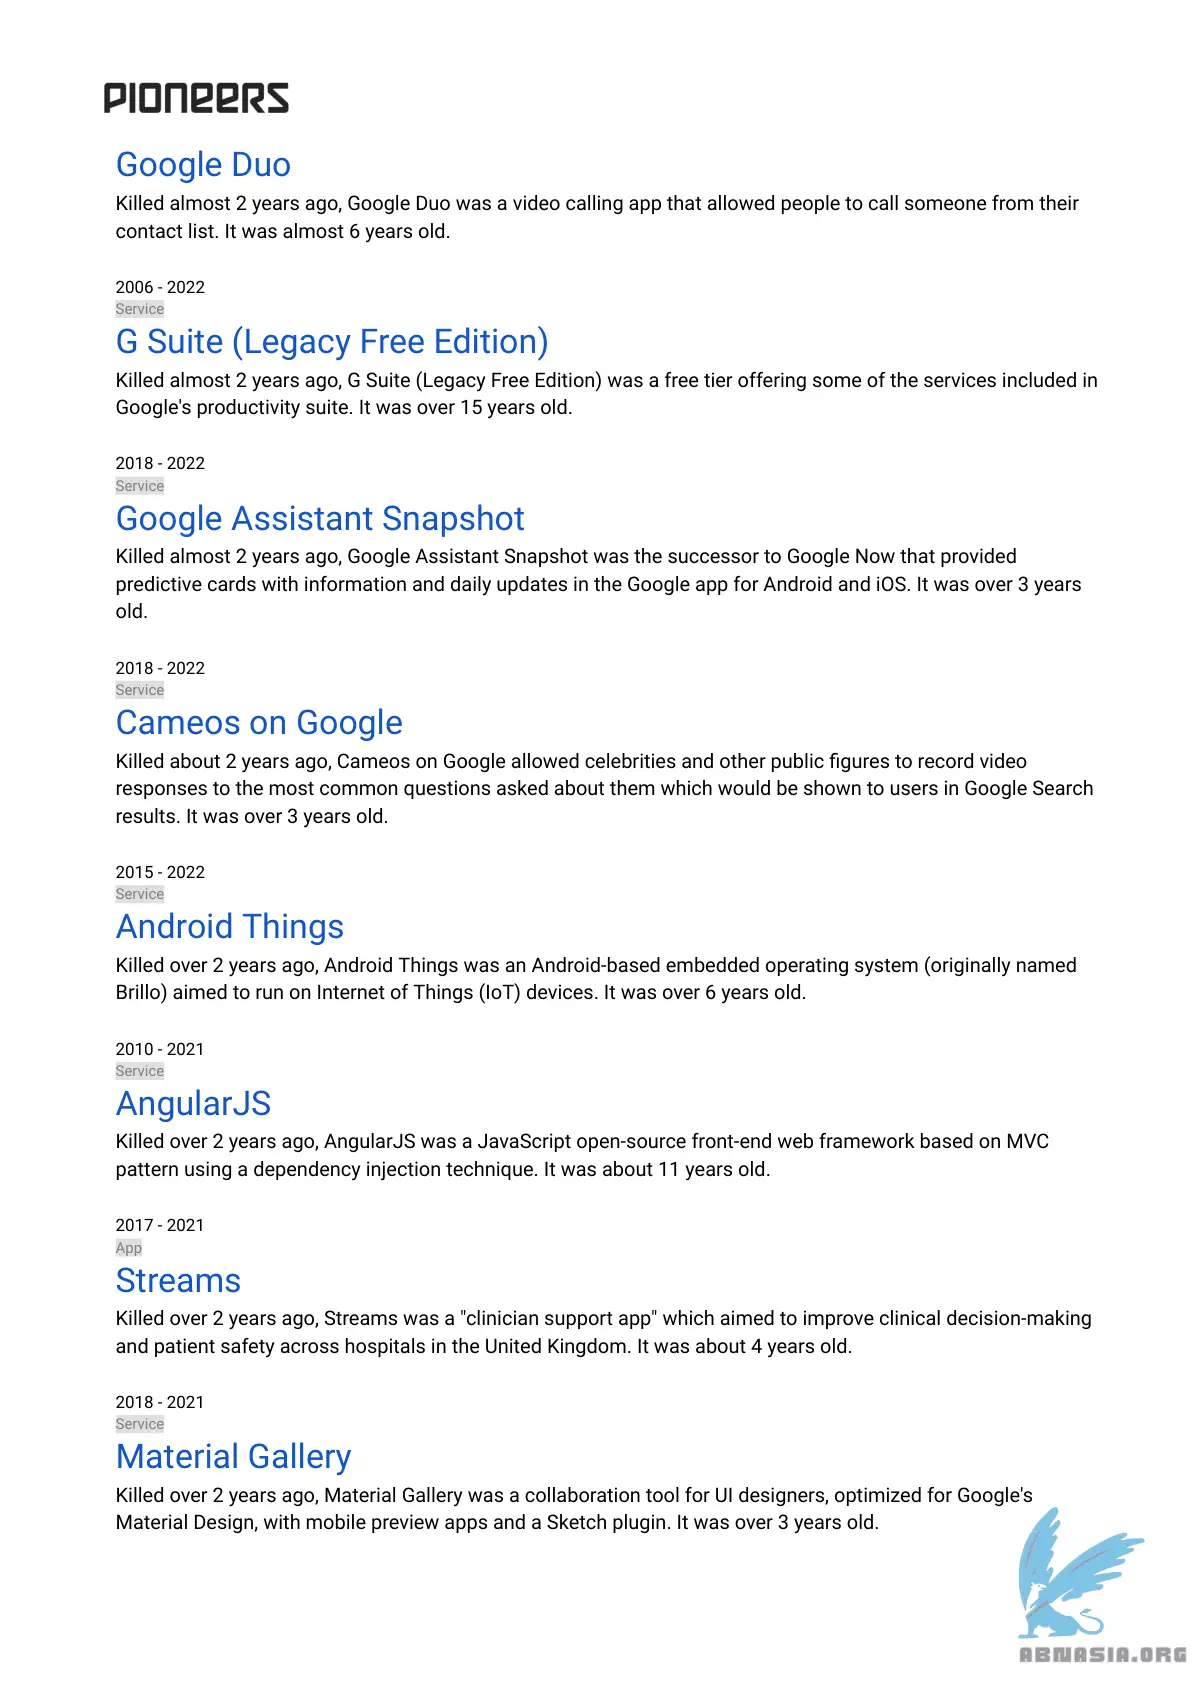 PIONEERS
Google Duo
Killed almost 2 years ago, Google Duo was a video calling app that allowed people to call someone from their
contact list. It was almost 6 years old.
2006 - 2022
Service
G Suite (Legacy Free Edition)
Killed almost 2 years ago, G Suite (Legacy Free Edition) was a free tier offering some of the services included in
Google's productivity suite. It was over 15 years old.
2018 - 2022
Service
Google Assistant Snapshot
Killed almost 2 years ago, Google Assistant Snapshot was the successor to Google Now that provided
predictive cards with information and daily updates in the Google app for Android and iOS. It was over 3 years
old.
2018 - 2022
Service
Cameos on Google
Killed about 2 years ago, Cameos on Google allowed celebrities and other public figures to record video
responses to the most common questions asked about them which would be shown to users in Google Search
results. It was over 3 years old.
2015 - 2022
Service
Android Things
Killed over 2 years ago, Android Things was an Android-based embedded operating system (originally named
Brillo) aimed to run on Internet of Things (IoT) devices. It was over 6 years old.
2010 - 2021
Service
AngularJS
Killed over 2 years ago, AngularJS was a JavaScript open-source front-end web framework based on MVC
pattern using a dependency injection technique. It was about 11 years old.
2017 - 2021
App
Streams
Killed over 2 years ago, Streams was a "clinician support app" which aimed to improve clinical decision-making
and patient safety across hospitals in the United Kingdom. It was about 4 years old.
2018 - 2021
Service
Material Gallery
Killed over 2 years ago, Material Gallery was a collaboration tool for UI designers, optimized for Google's
Material Design, with mobile preview apps and a Sketch plugin. It was over 3 years old.
ABNASIA.ORG